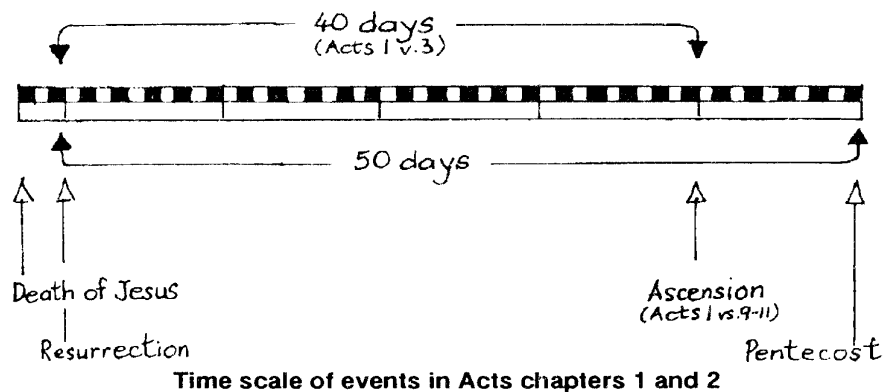 40 days
(Acts 1 v.3)
50 days
Death of Jesus
Resurrection
Ascension
(Acts 1 vs.9-11)
Pentecost
Time scale of events in Acts chapters 1 and 2